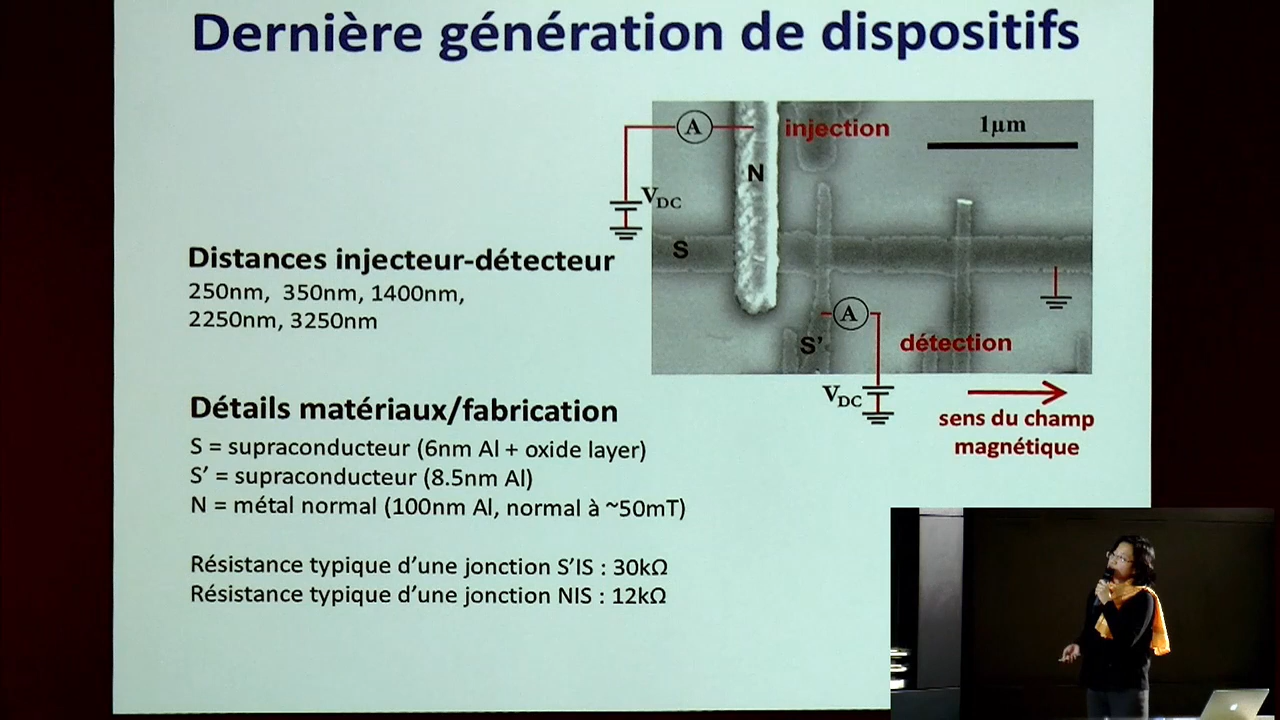 Dernière génération de dispositifs
A
injection
1µm
N
V_DC
S
Distances injecteur-détecteur
250nm, 350nm, 1400nm,
2250nm, 3250nm
A
S'
détection
V_DC
sens du champ
magnétique
Détails matériaux/fabrication
S = supraconducteur (6nm Al + oxide layer)
S' = supraconducteur (8.5nm Al)
N = métal normal (100nm Al, normal à ~50mT)
Résistance typique d'une jonction S'IS : 30kΩ
Résistance typique d'une jonction NIS : 12kΩ